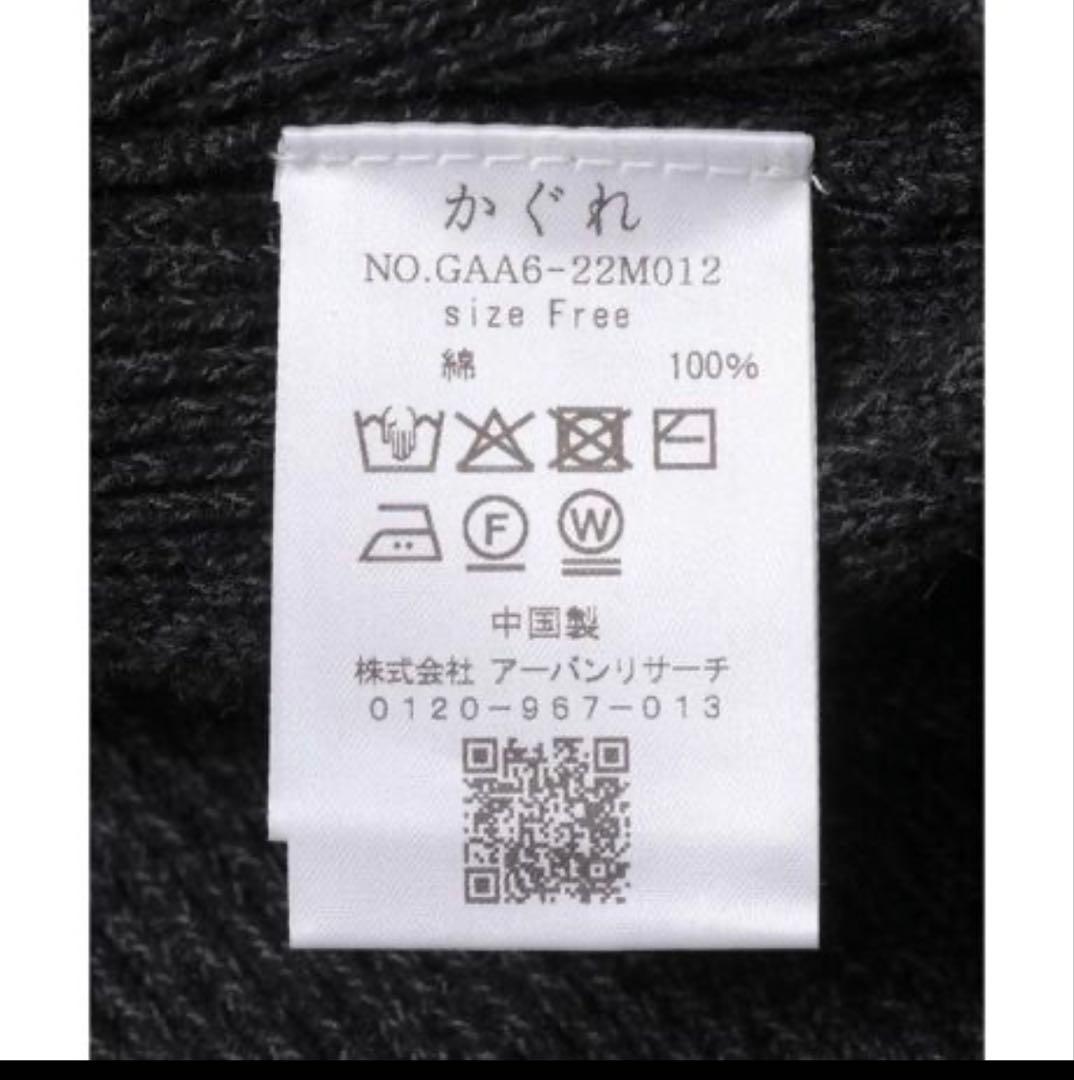 かぐれ
NO.GAA6-22M012
size Free
綿 100%
F W
中国製
株式会社 アーバンリサーチ
0120-967-013